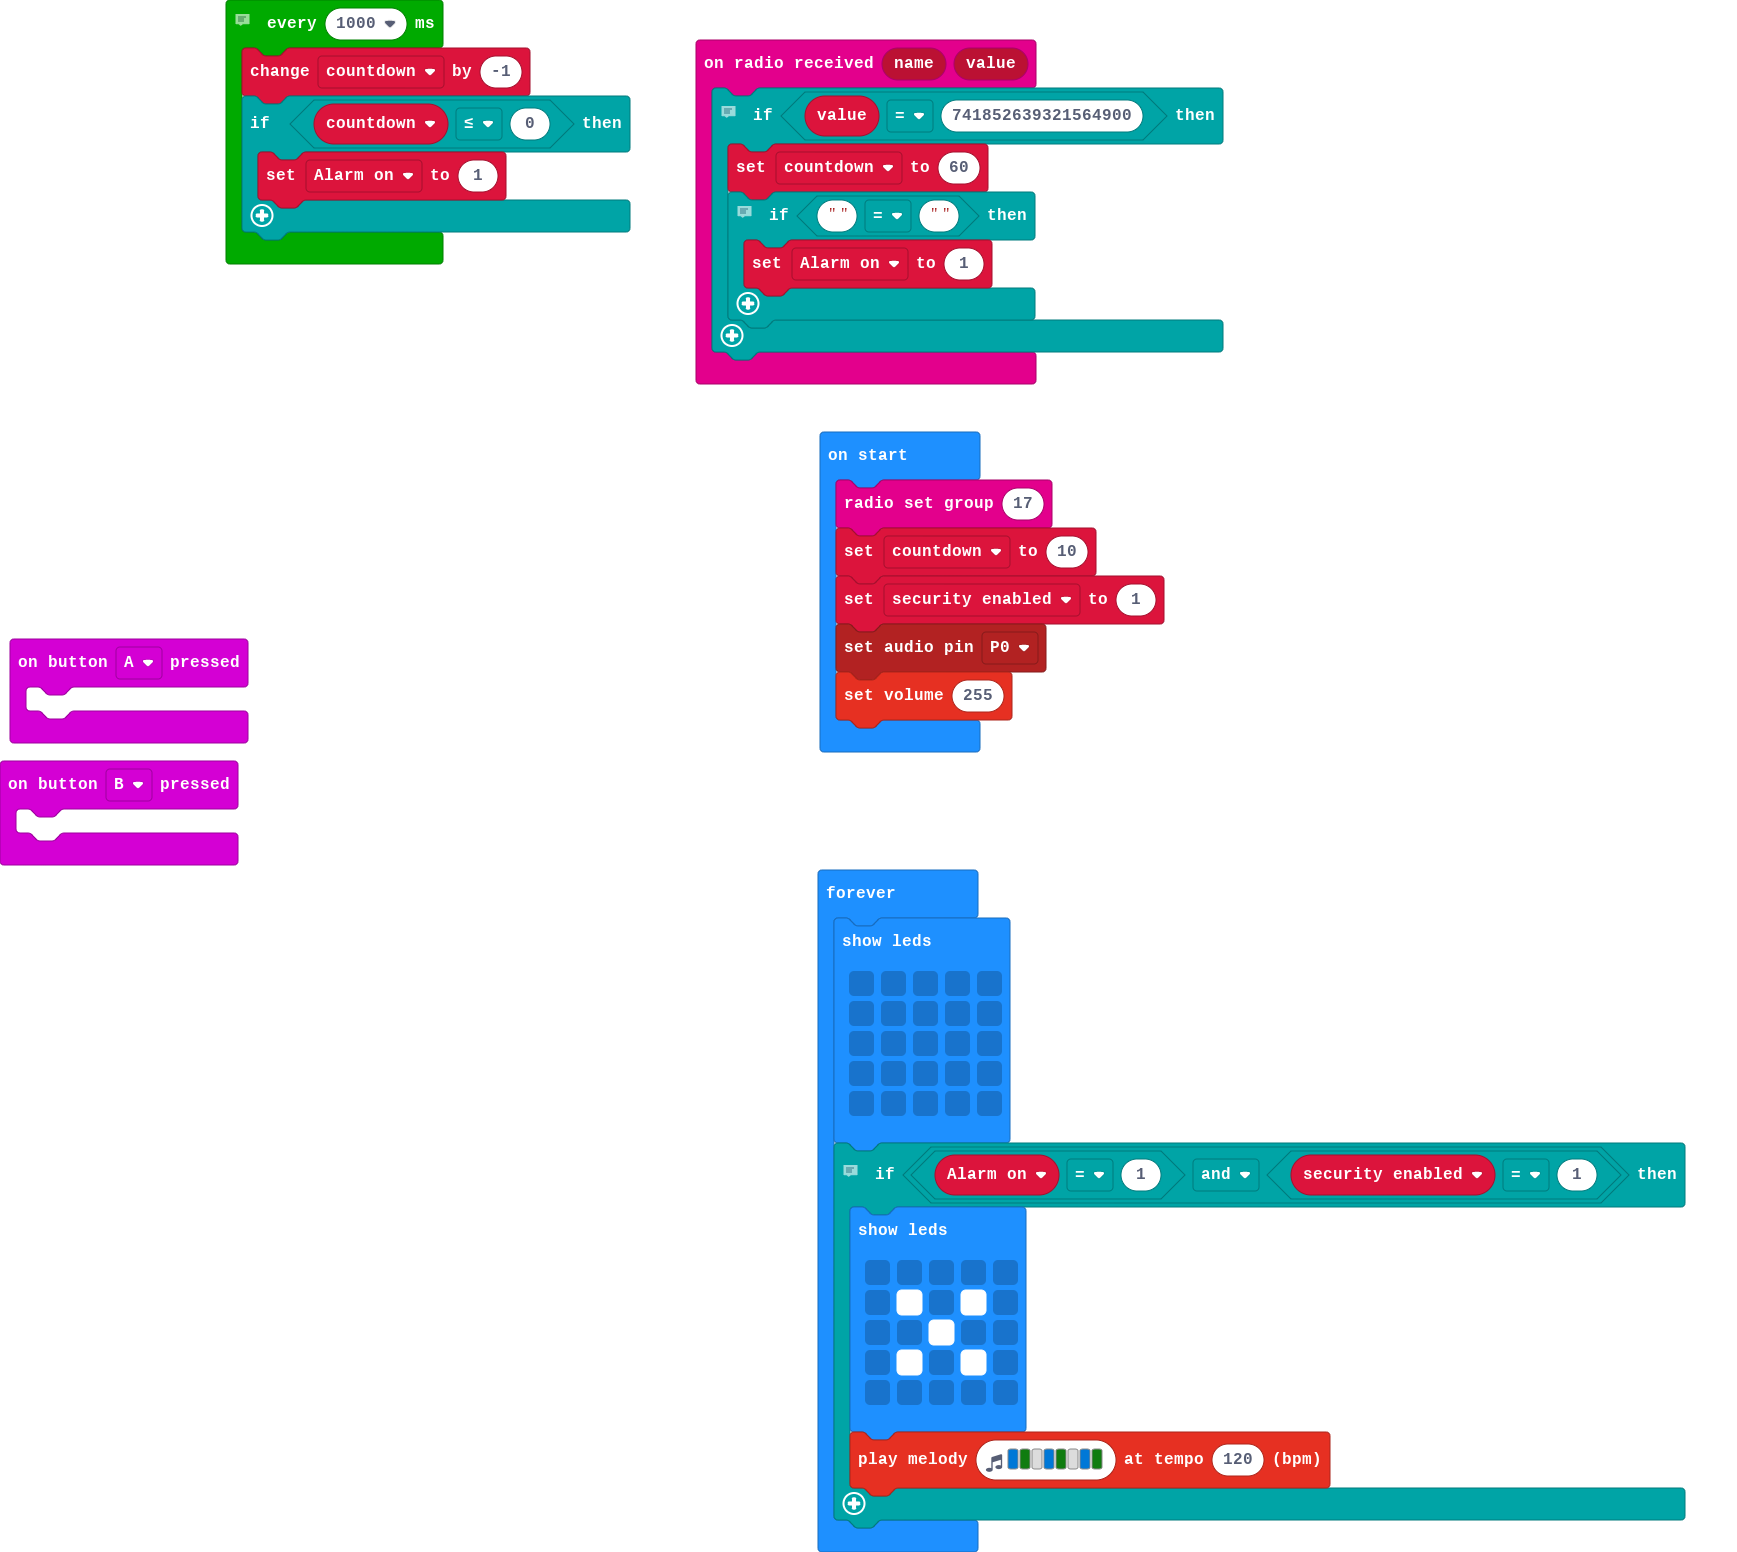 every 1000 ms
change countdown by -1
if countdown ≤ 0 then
set Alarm on to 1
on radio received name value
if value = 741852639321564900 then
set countdown to 60
if " " = " " then
set Alarm on to 1
on start
radio set group 17
set countdown to 10
set security enabled to 1
set audio pin P0
set volume 255
on button A pressed
on button B pressed
forever
show leds
if Alarm on = 1 and security enabled = 1 then
show leds
play melody at tempo 120 (bpm)